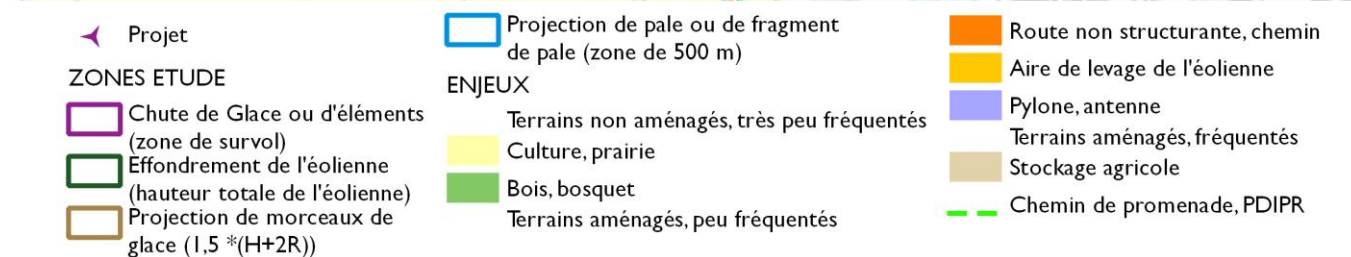 Projet
ZONES ETUDE
Chute de Glace ou d'éléments
(zone de survol)
Effondrement de l'éolienne
(hauteur totale de l'éolienne)
Projection de morceaux de
glace (1,5 *(H+2R))
Projection de pale ou de fragment
de pale (zone de 500 m)
ENJEUX
Terrains non aménagés, très peu fréquentés
Culture, prairie
Bois, bosquet
Terrains aménagés, peu fréquentés
Route non structurante, chemin
Aire de levage de l'éolienne
Pylone, antenne
Terrains aménagés, fréquentés
Stockage agricole
Chemin de promenade, PDIPR